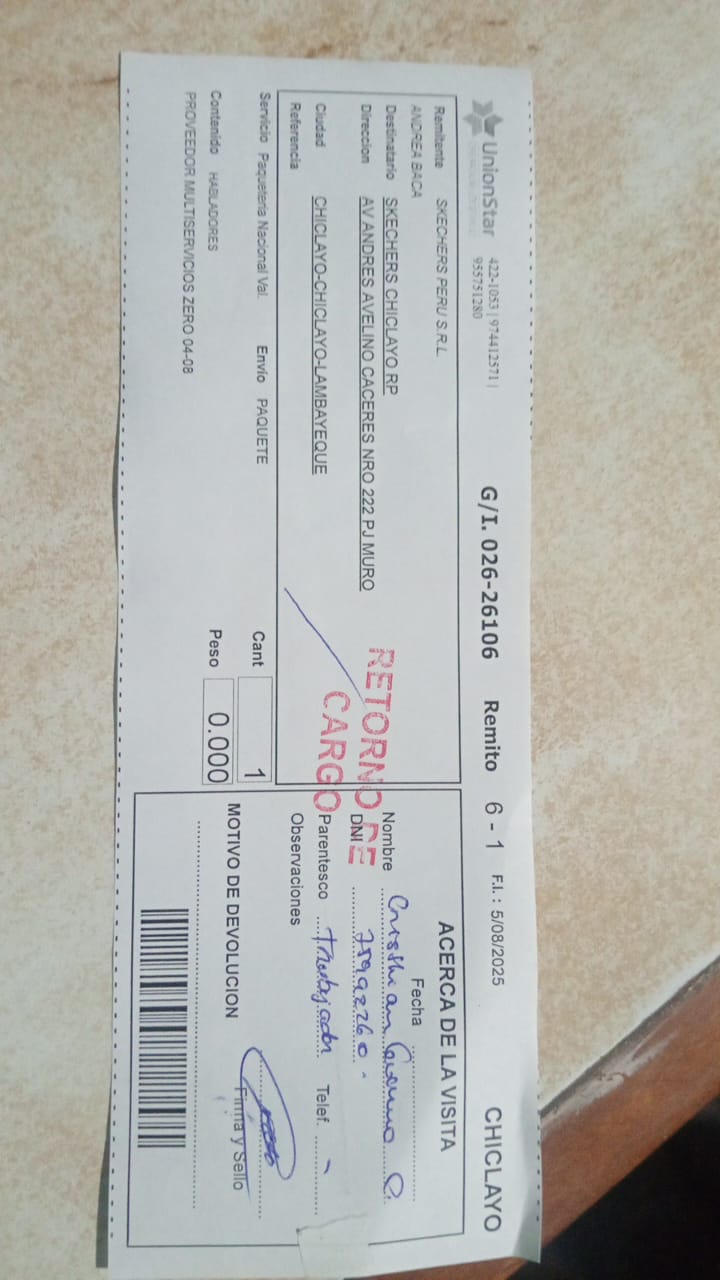 UnionStar 422-1053 | 974412571 |
955751280
G/I. 026-26106 Remito 6 - 1 F.I. : 5/08/2025 CHICLAYO
Remitente SKECHERS PERU S.R.L.
ANDREA BACA
Destinatario SKECHERS CHICLAYO RP
Direccion AV ANDRES AVELINO CACERES NRO 222 PJ MURO
Ciudad CHICLAYO-CHICLAYO-LAMBAYEQUE
Referencia
RETORNO DE
CARGO
Servicio Paqueteria Nacional Val. Envío PAQUETE Cant 1
Contenido HABLADORES Peso 0.000
PROVEEDOR MULTISERVICIOS ZERO 04-08
ACERCA DE LA VISITA
Fecha
Nombre
DNI
Parentesco Trabajador Telef. -
Observaciones
MOTIVO DE DEVOLUCION
Firma y Sello